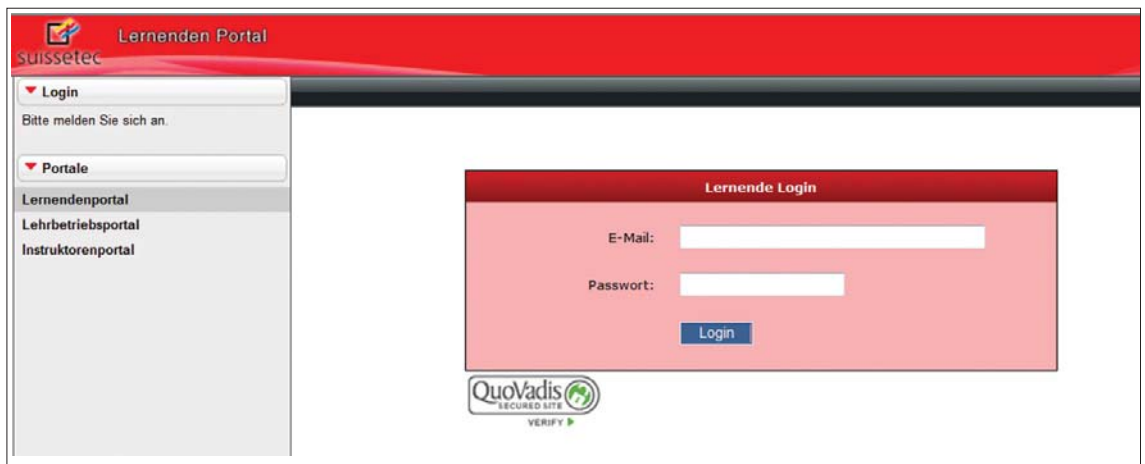 suissetec
Lernenden Portal
Login
Bitte melden Sie sich an.
Portale
Lernendenportal
Lehrbetriebsportal
Instruktorenportal
Lernende Login
E-Mail:
Passwort:
Login
QuoVadis
SECURED SITE
VERIFY